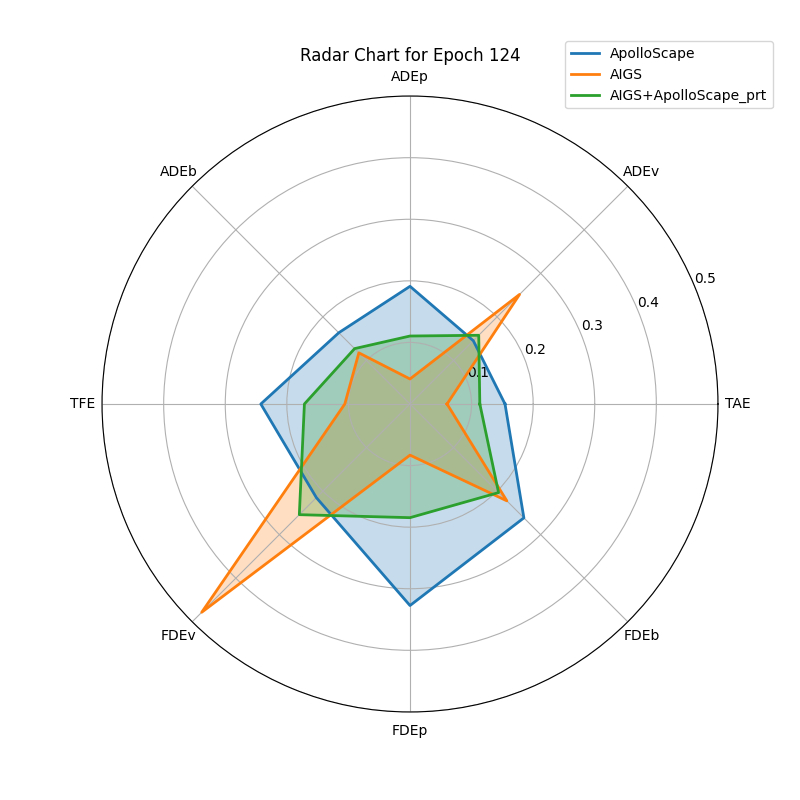 Radar Chart for Epoch 124
ApolloScape
AIGS
AIGS+ApolloScape_prt
ADEp
ADEb
ADEv
0.5
0.4
0.3
0.2
0.1
TFE
TAE
FDEv
FDEb
FDEp